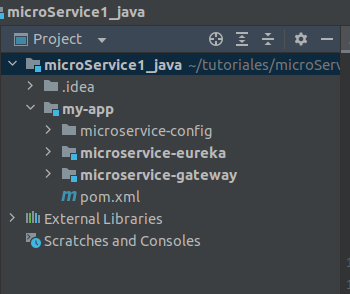 microService1_java
Project
microService1_java ~/tutoriales/microSer
.idea
my-app
microservice-config
microservice-eureka
microservice-gateway
pom.xml
External Libraries
Scratches and Consoles